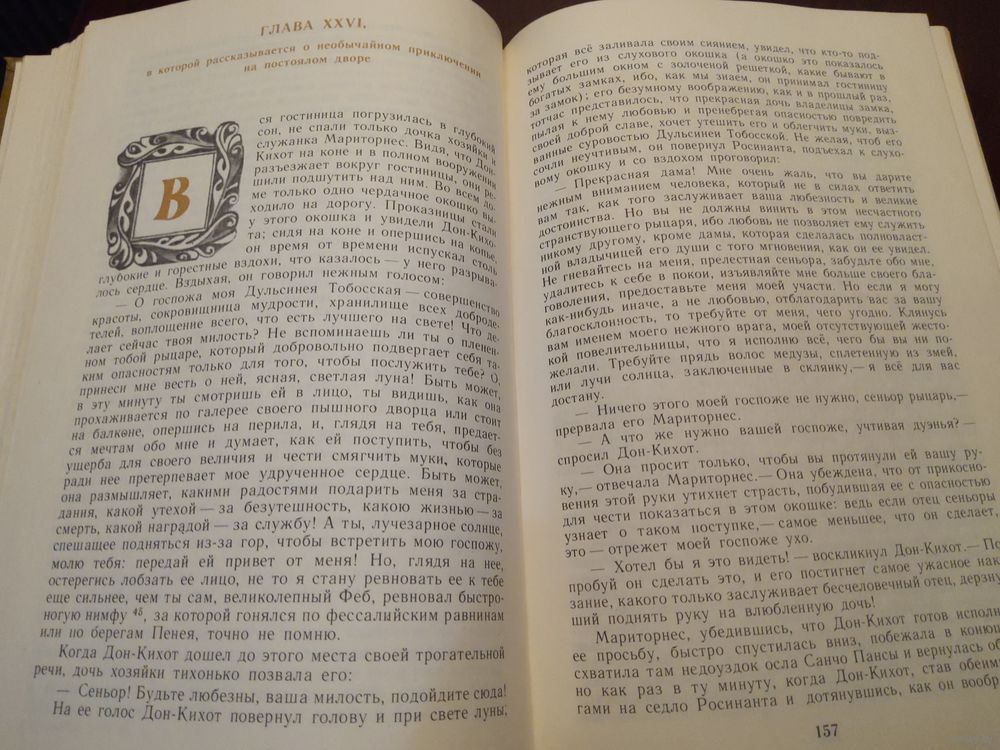 ГЛАВА XXVI,
в которой рассказывается о необычайном приключении
на постоялом дворе
В
ся гостиница погрузилась в глубокий
сон, не спали только дочка хозяйки и
служанка Мариторнес. Видя, что Дон-
Кихот на коне и в полном вооружении
разъезжает вокруг гостиницы, они ре-
шили подшутить над ним. Во всем до-
ме только одно чердачное окошко вы-
ходило на дорогу. Проказницы встали
у этого окошка и увидели Дон-Кихо-
та; сидя на коне и опершись на копье,
он время от времени испускал столь
глубокие и горестные вздохи, что казалось — у него разрыва-
лось сердце. Вздыхая, он говорил нежным голосом:
— О госпожа моя Дульсинея Тобосская — совершенство
красоты, сокровищница мудрости, хранилище всех доброде-
телей, воплощение всего, что есть лучшего на свете! Что де-
лает сейчас твоя милость? Не вспоминаешь ли ты о пленен-
ном тобой рыцаре, который добровольно подвергает себя та-
ким опасностям только для того, чтобы послужить тебе? О,
принеси мне весть о ней, ясная, светлая луна! Быть может,
в эту минуту ты смотришь ей в лицо, ты видишь, как она
прохаживается по галерее своего пышного дворца или стоит
на балконе, опершись на перила, и, глядя на тебя, предает-
ся мечтам обо мне и думает, как ей поступить, чтобы без
ущерба для своего величия и чести смягчить муки, которые
ради нее претерпевает мое удрученное сердце. Быть может,
она размышляет, какими радостями подарить меня за стра-
дания, какой утехой — за безутешность, какою жизнью — за
смерть, какой наградой — за службу! А ты, лучезарное солнце,
спешащее подняться из-за гор, чтобы встретить мою госпожу,
молю тебя: передай ей привет от меня! Но, глядя на нее,
остерегись лобзать ее лицо, не то я стану ревновать ее к тебе
еще сильнее, чем ты сам, великолепный Феб, ревновал быстро-
ногую нимфу 45, за которой гонялся по фессалийским равнинам
или по берегам Пенея, точно не помню.
Когда Дон-Кихот дошел до этого места своей трогательной
речи, дочь хозяйки тихонько позвала его:
— Сеньор! Будьте любезны, ваша милость, подойдите сюда!
На ее голос Дон-Кихот повернул голову и при свете луны,
которая всё заливала своим сиянием, увидел, что кто-то под-
зывает его из слухового окошка (а окошко это показалось
ему большим окном с золоченой решеткой, какие бывают в
богатых замках, ибо, как мы знаем, он принимал гостиницу
за замок); его безумному воображению, как и в прошлый раз,
тотчас представилось, что прекрасная дочь владелицы замка,
пылая к нему любовью и пренебрегая опасностью повредить
своей доброй славе, хочет утешить его и облегчить муки, выз-
ванные суровостью Дульсинеи Тобосской. Не желая, чтоб его
сочли неучтивым, он повернул Росинанта, подъехал к слухо-
вому окошку и со вздохом проговорил:
— Прекрасная дама! Мне очень жаль, что вы дарите
нежным вниманием человека, который не в силах ответить
вам так, как того заслуживает ваша любезность и великие
достоинства. Но вы не должны винить в этом несчастного
странствующего рыцаря, ибо любовь не позволяет ему служить
никому другому, кроме дамы, которая сделалась полновласт-
ной владычицей его души с того мгновения, как он ее увидел.
Не гневайтесь на меня, прелестная сеньора, забудьте обо мне,
удалитесь к себе в покои, изъявляйте мне больше своего бла-
говоления, предоставьте меня моей участи. Но если я могу
как-нибудь иначе, а не любовью, отблагодарить вас за вашу
благосклонность, то требуйте от меня, чего угодно. Клянусь
вам именем моего нежного врага, моей отсутствующей жесто-
кой повелительницы, что я исполню всё, чего бы вы ни по-
желали. Требуйте прядь волос медузы, сплетенную из змей,
или лучи солнца, заключенные в склянку,— я всё для вас
достану.
— Ничего этого моей госпоже не нужно, сеньор рыцарь,—
прервала его Мариторнес.
— А что же нужно вашей госпоже, учтивая дуэнья? —
спросил Дон-Кихот.
— Она просит только, чтобы вы протянули ей вашу ру-
ку,— отвечала Мариторнес.— Она убеждена, что от прикосно-
вения этой руки утихнет страсть, побудившая ее с опасностью
для чести показаться в этом окошке: ведь если отец сеньоры
узнает о таком поступке,— самое меньшее, что он сделает,
это — отрежет моей госпоже ухо.
— Хотел бы я это видеть! — воскликнул Дон-Кихот.— По
пробуй он сделать это, и его постигнет самое ужасное нак
зание, какого только заслуживает бесчеловечный отец, дерзну
ший поднять руку на влюбленную дочь!
Мариторнес, убедившись, что Дон-Кихот готов исполн
ее просьбу, быстро спустилась вниз, побежала в конюш
схватила там недоуздок осла Санчо Пансы и вернулась об
но как раз в ту минуту, когда Дон-Кихот, став обеим
гами на седло Росинанта и дотянувшись, как он вообр
157